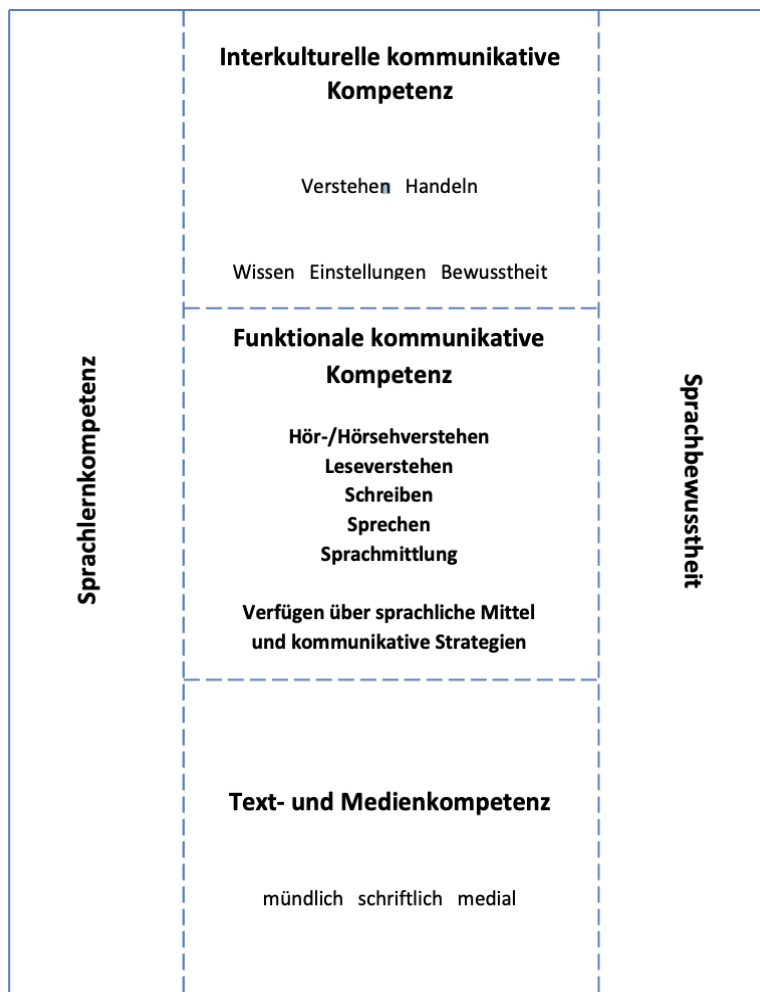 Interkulturelle kommunikative
Kompetenz
Verstehen Handeln
Wissen Einstellungen Bewusstheit
Funktionale kommunikative
Kompetenz
Hör-/Hörsehverstehen
Leseverstehen
Schreiben
Sprechen
Sprachmittlung
Verfügen über sprachliche Mittel
und kommunikative Strategien
Text- und Medienkompetenz
mündlich schriftlich medial
Sprachlernkompetenz
Sprachbewusstheit